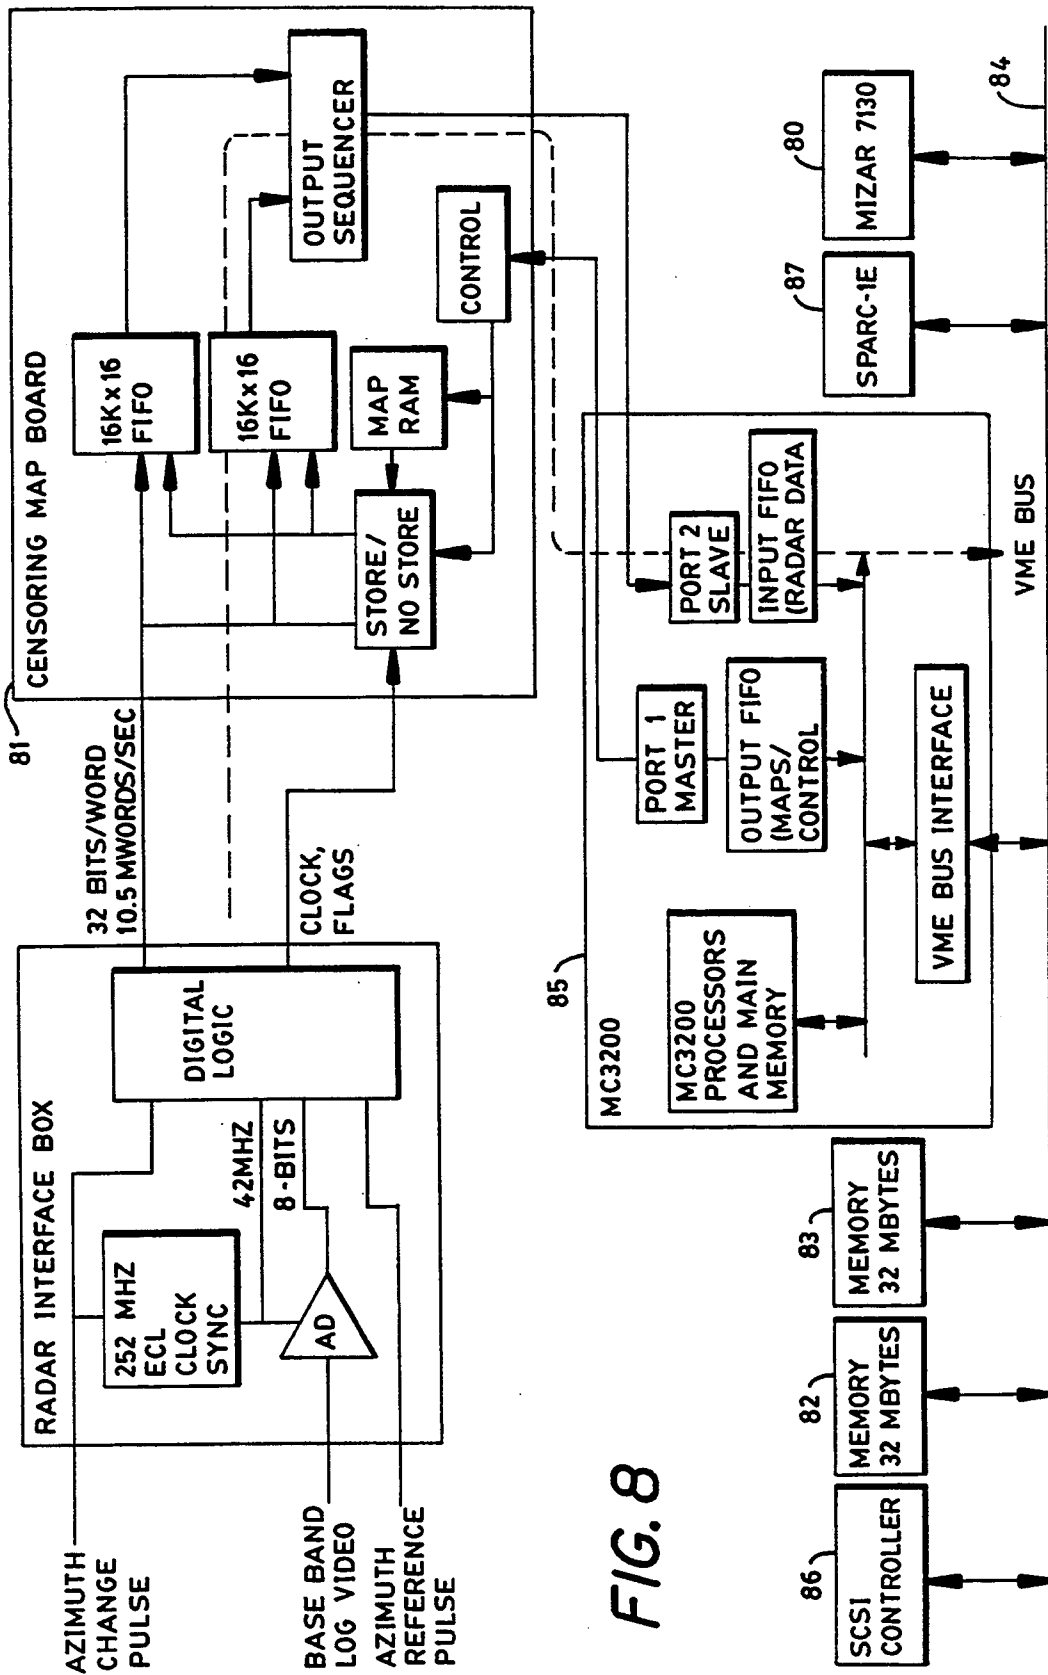 RADAR INTERFACE BOX
AZIMUTH
CHANGE
PULSE
BASE BAND
LOG VIDEO
AZIMUTH
REFERENCE
PULSE
252 MHZ
ECL
CLOCK
SYNC
AD
42MHZ
8-BITS
DIGITAL
LOGIC
32 BITS/WORD
10.5 MWORDS/SEC
CLOCK,
FLAGS
81
CENSORING MAP BOARD
16Kx16
FIFO
16Kx16
FIFO
STORE/
NO STORE
MAP
RAM
CONTROL
OUTPUT
SEQUENCER
FIG. 8
85
MC3200
MC3200
PROCESSORS
AND MAIN
MEMORY
PORT 1
MASTER
OUTPUT FIFO
(MAPS/
CONTROL
PORT 2
SLAVE
INPUT FIFO
(RADAR DATA
VME BUS INTERFACE
VME BUS
86
SCSI
CONTROLLER
82
MEMORY
32 MBYTES
83
MEMORY
32 MBYTES
87
SPARC-1E
80
MIZAR 7130
84